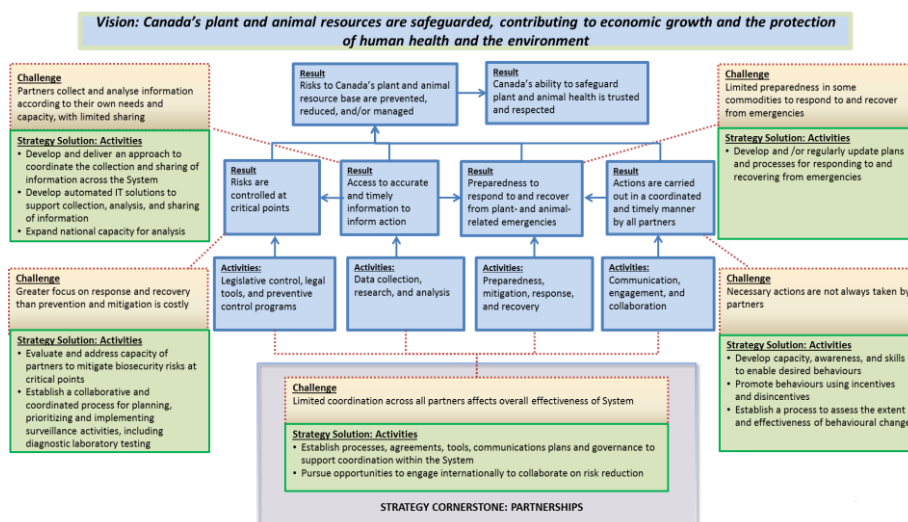 Vision: Canada's plant and animal resources are safeguarded, contributing to economic growth and the protection
of human health and the environment
Challenge
Partners collect and analyse information
according to their own needs and
capacity, with limited sharing
Strategy Solution: Activities
• Develop and deliver an approach to
coordinate the collection and sharing of
information across the System
• Develop automated IT solutions to
support collection, analysis, and sharing
of information
• Expand national capacity for analysis
Result
Risks to Canada's plant and animal
resource base are prevented,
reduced, and/or managed
Result
Canada's ability to safeguard
plant and animal health is trusted
and respected
Challenge
Limited preparedness in some
commodities to respond to and recover
from emergencies
Strategy Solution: Activities
• Develop and /or regularly update plans
and processes for responding to and
recovering from emergencies
Result
Risks are
controlled at
critical points
Result
Access to accurate
and timely
information to
inform action
Result
Preparedness to
respond to and recover
from plant- and animal-
related emergencies
Result
Actions are carried
out in a coordinated
and timely manner
by all partners
Activities:
Legislative control, legal
tools, and preventive
control programs
Activities:
Data collection,
research, and analysis
Activities:
Preparedness,
mitigation, response,
and recovery
Activities:
Communication,
engagement, and
collaboration
Challenge
Greater focus on response and recovery
than prevention and mitigation is costly
Strategy Solution: Activities
• Evaluate and address capacity of
partners to mitigate biosecurity risks at
critical points
• Establish a collaborative and
coordinated process for planning,
prioritizing and implementing
surveillance activities, including
diagnostic laboratory testing
Challenge
Necessary actions are not always taken by
partners
Strategy Solution: Activities
• Develop capacity, awareness, and skills
to enable desired behaviours
• Promote behaviours using incentives
and disincentives
• Establish a process to assess the extent
and effectiveness of behavioural change
Challenge
Limited coordination across all partners affects overall effectiveness of System
Strategy Solution: Activities
• Establish processes, agreements, tools, communications plans and governance to
support coordination within the System
• Pursue opportunities to engage internationally to collaborate on risk reduction
STRATEGY CORNERSTONE: PARTNERSHIPS